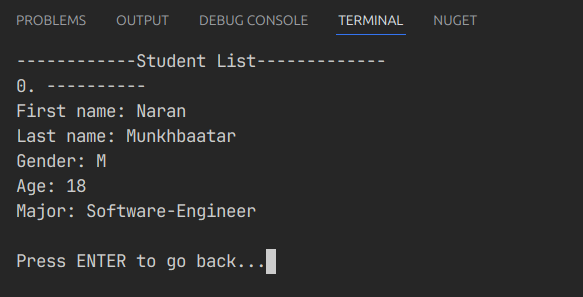 PROBLEMS OUTPUT DEBUG CONSOLE TERMINAL NUGET
------------Student List-------------
0. ----------
First name: Naran
Last name: Munkhbaatar
Gender: M
Age: 18
Major: Software-Engineer
Press ENTER to go back...